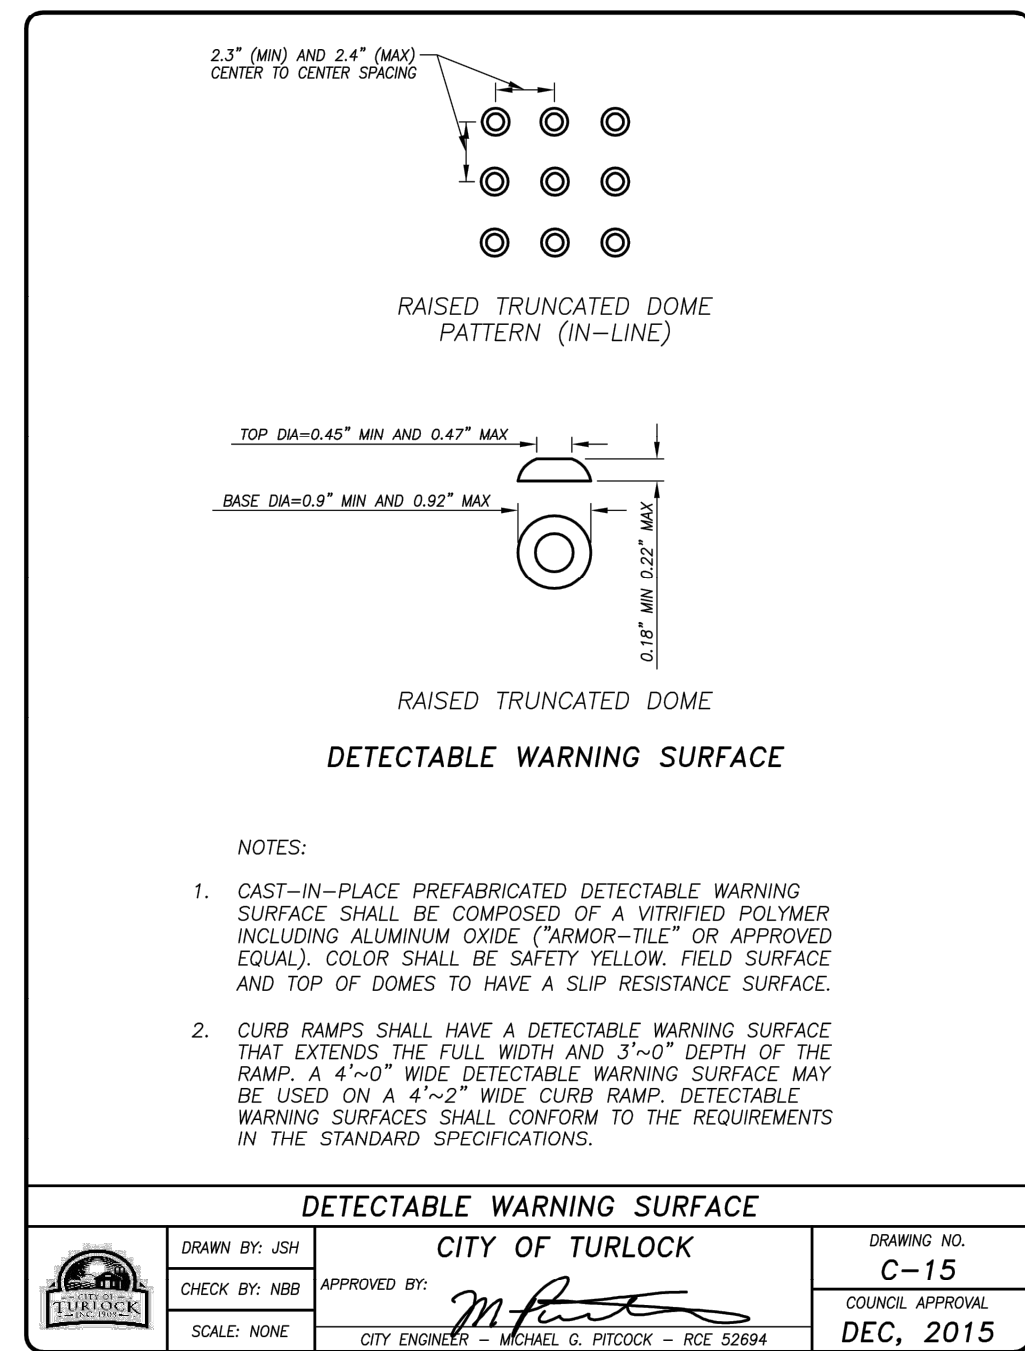 2.3" (MIN) AND 2.4" (MAX)
CENTER TO CENTER SPACING
RAISED TRUNCATED DOME
PATTERN (IN-LINE)
TOP DIA=0.45" MIN AND 0.47" MAX
BASE DIA=0.9" MIN AND 0.92" MAX
0.18" MIN 0.22" MAX
RAISED TRUNCATED DOME
DETECTABLE WARNING SURFACE
NOTES:
1. CAST-IN-PLACE PREFABRICATED DETECTABLE WARNING
SURFACE SHALL BE COMPOSED OF A VITRIFIED POLYMER
INCLUDING ALUMINUM OXIDE ("ARMOR-TILE" OR APPROVED
EQUAL). COLOR SHALL BE SAFETY YELLOW. FIELD SURFACE
AND TOP OF DOMES TO HAVE A SLIP RESISTANCE SURFACE.
2. CURB RAMPS SHALL HAVE A DETECTABLE WARNING SURFACE
THAT EXTENDS THE FULL WIDTH AND 3'~0" DEPTH OF THE
RAMP. A 4'~0" WIDE DETECTABLE WARNING SURFACE MAY
BE USED ON A 4'~2" WIDE CURB RAMP. DETECTABLE
WARNING SURFACES SHALL CONFORM TO THE REQUIREMENTS
IN THE STANDARD SPECIFICATIONS.
DETECTABLE WARNING SURFACE
CITY OF
TURLOCK
INC. 1908
DRAWN BY: JSH
CHECK BY: NBB
SCALE: NONE
CITY OF TURLOCK
APPROVED BY:
CITY ENGINEER - MICHAEL G. PITCOCK - RCE 52694
DRAWING NO.
C-15
COUNCIL APPROVAL
DEC, 2015